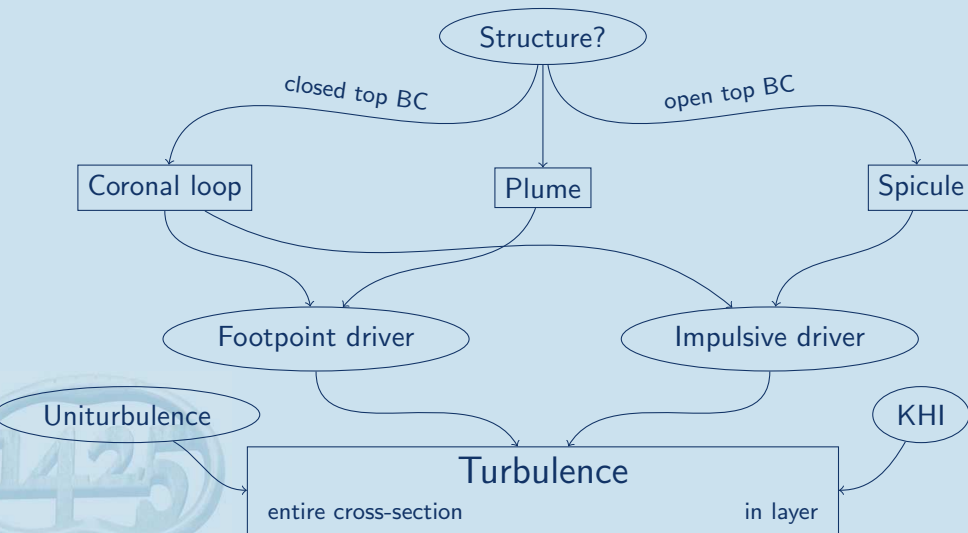 Structure?
closed top BC
open top BC
Coronal loop
Plume
Spicule
Footpoint driver
Impulsive driver
Uniturbulence
KHI
1425
Turbulence
entire cross-section
in layer